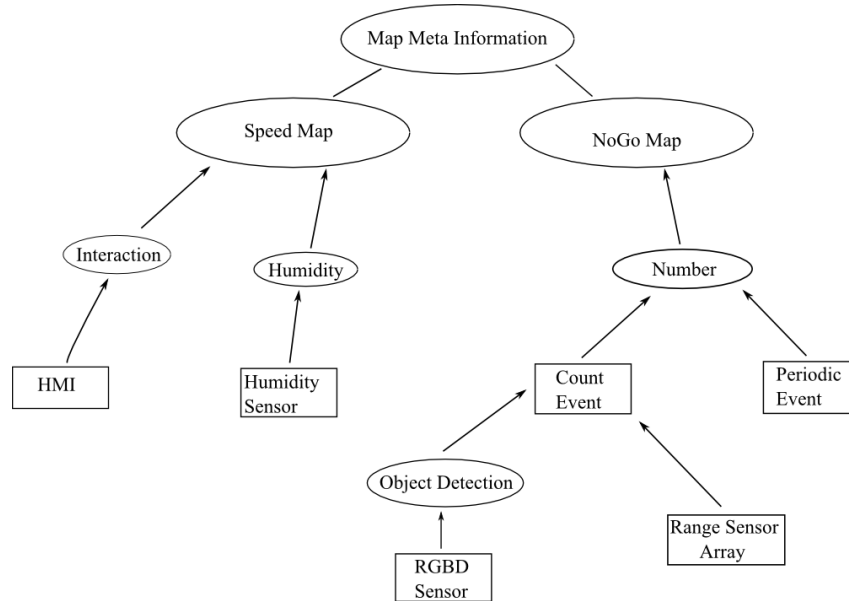 Map Meta Information
Speed Map
NoGo Map
Interaction
Humidity
Number
HMI
Humidity
Sensor
Count
Event
Periodic
Event
Object Detection
Range Sensor
Array
RGBD
Sensor